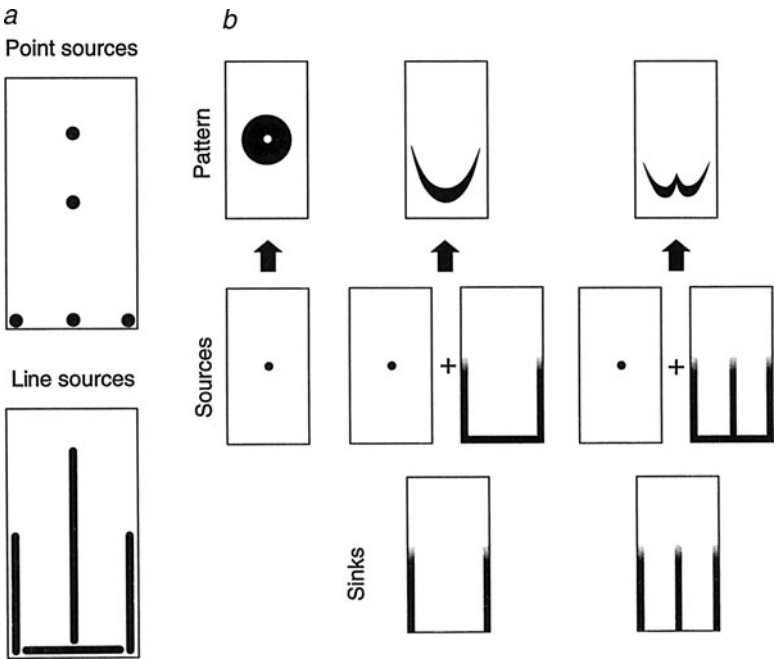 a
Point sources
Line sources
b
Pattern
Sources
+
+
Sinks